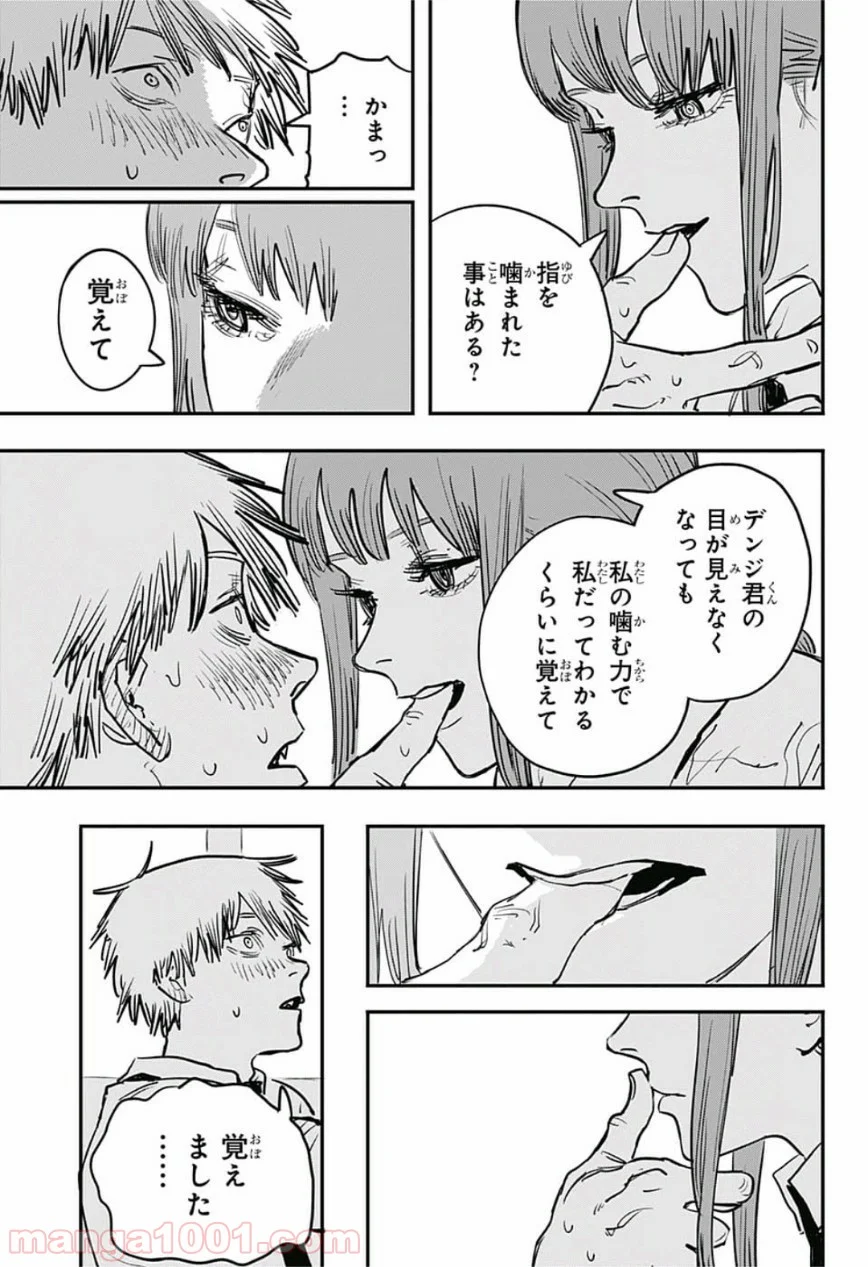 指を
噛まれた
事はある？
かまっ
…
覚えて
デンジ君の
目が見えなく
なっても
私の噛む力で
私だってわかる
くらいに覚えて
覚え
ました
……
manga1001.com